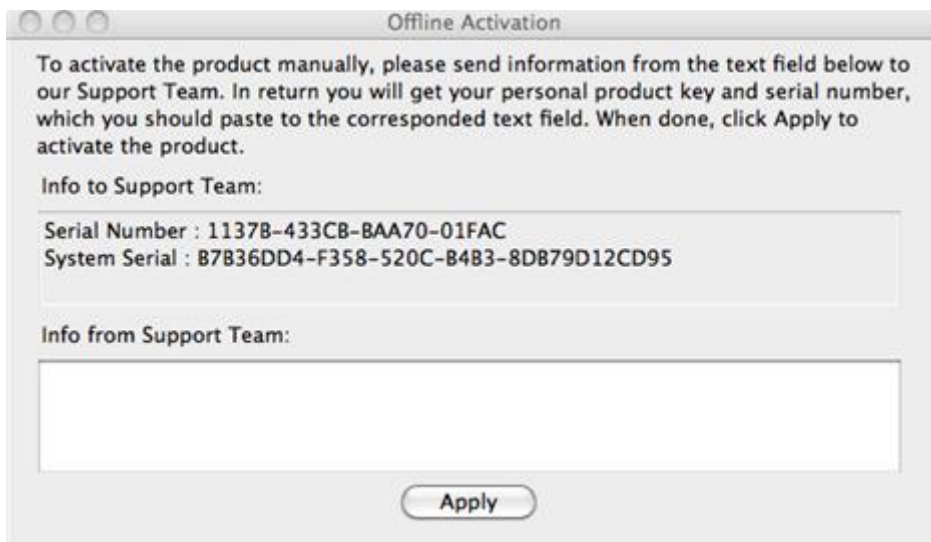 Offline Activation
To activate the product manually, please send information from the text field below to
our Support Team. In return you will get your personal product key and serial number,
which you should paste to the corresponded text field. When done, click Apply to
activate the product.
Info to Support Team:
Serial Number : 1137B-433CB-BAA70-01FAC
System Serial : B7B36DD4-F358-520C-B4B3-8DB79D12CD95
Info from Support Team:
Apply